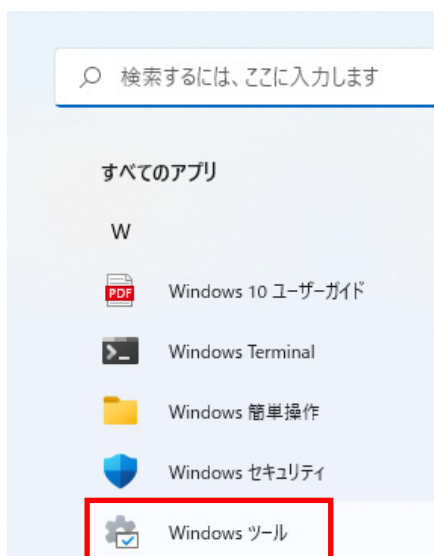 検索するには、ここに入力します
すべてのアプリ
W
PDF
Windows 10 ユーザーガイド
Windows Terminal
Windows 簡単操作
Windows セキュリティ
Windows ツール